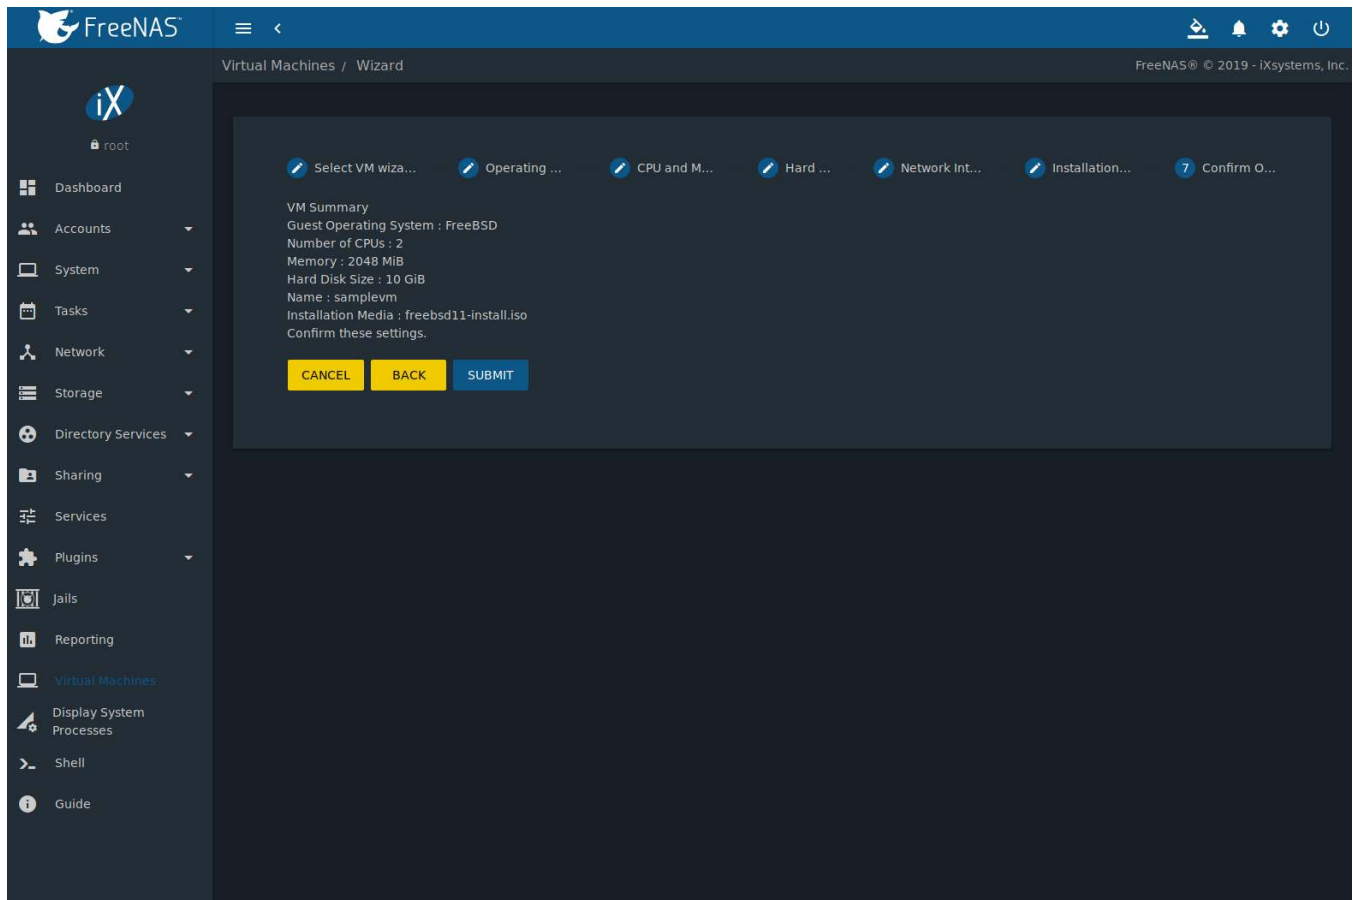 FreeNAS®
Virtual Machines / Wizard
FreeNAS® © 2019 - iXsystems, Inc.
iX
root
Dashboard
Accounts
System
Tasks
Network
Storage
Directory Services
Sharing
Services
Plugins
Jails
Reporting
Virtual Machines
Display System
Processes
Shell
Guide
Select VM wiza...
Operating ...
CPU and M...
Hard ...
Network Int...
Installation...
7 Confirm O...
VM Summary
Guest Operating System : FreeBSD
Number of CPUs : 2
Memory : 2048 MiB
Hard Disk Size : 10 GiB
Name : samplevm
Installation Media : freebsd11-install.iso
Confirm these settings.
CANCEL
BACK
SUBMIT